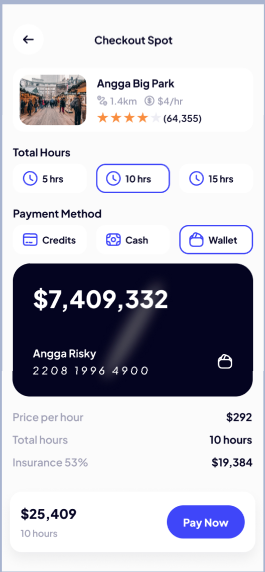 Checkout Spot
Angga Big Park
1.4km $4/hr
(64,355)
Total Hours
5 hrs 10 hrs 15 hrs
Payment Method
Credits Cash Wallet
$7,409,332
Angga Risky
2208 1996 4900
Price per hour $292
Total hours 10 hours
Insurance 53% $19,384
$25,409
10 hours
Pay Now